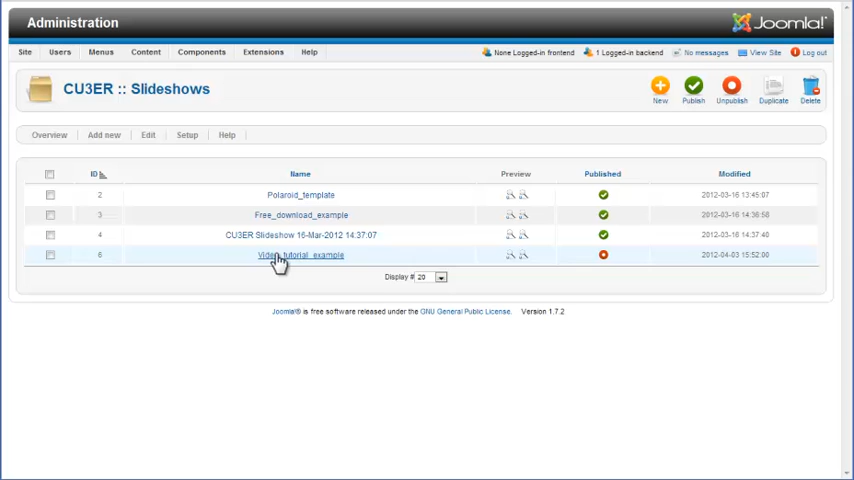 Administration
Joomla!®
Site Users Menus Content Components Extensions Help
None Logged-in frontend 1 Logged-in backend No messages View Site Log out
CU3ER :: Slideshows
New Publish Unpublish Duplicate Delete
Overview Add new Edit Setup Help
ID Name Preview Published Modified
2 Polaroid_template 2012-03-16 13:45:07
3 Free_download_example 2012-03-16 14:36:58
4 CU3ER Slideshow 16-Mar-2012 14:37:07 2012-03-16 14:37:40
6 Video_tutorial_example 2012-04-03 15:52:00
Display # 20
Joomla!® is free software released under the GNU General Public License. Version 1.7.2